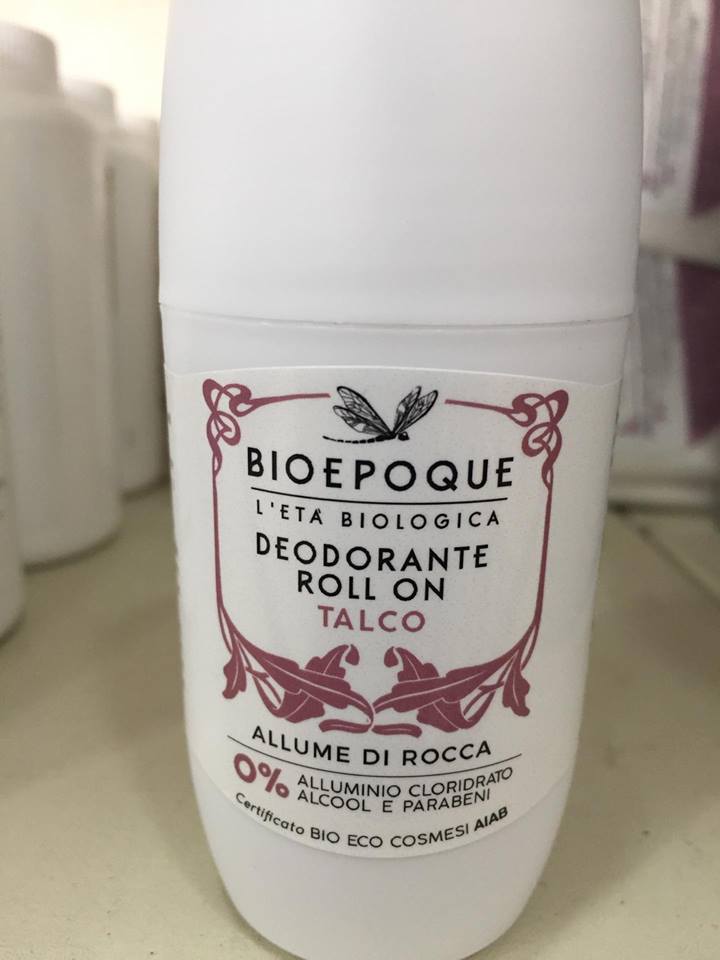 BIOEPOQUE
L'ETÀ BIOLOGICA
DEODORANTE
ROLL ON
TALCO
ALLUME DI ROCCA
0% ALLUMINIO CLORIDRATO
ALCOOL E PARABENI
Certificato BIO ECO COSMESI AIAB